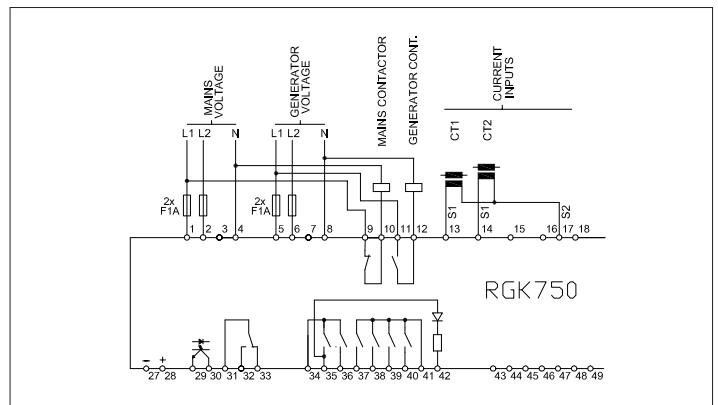 MAINS
VOLTAGE
GENERATOR
VOLTAGE
MAINS CONTACTOR
GENERATOR CONT.
CURRENT
INPUTS
CT1
CT2
L1 L2 N
L1 L2 N
2x
F1A
2x
F1A
S1
S1
S2
1 2 3 4 5 6 7 8 9 10 11 12 13 14 15 16 17 18
RGK750
- +
27 28 29 30 31 32 33 34 35 36 37 38 39 40 41 42 43 44 45 46 47 48 49